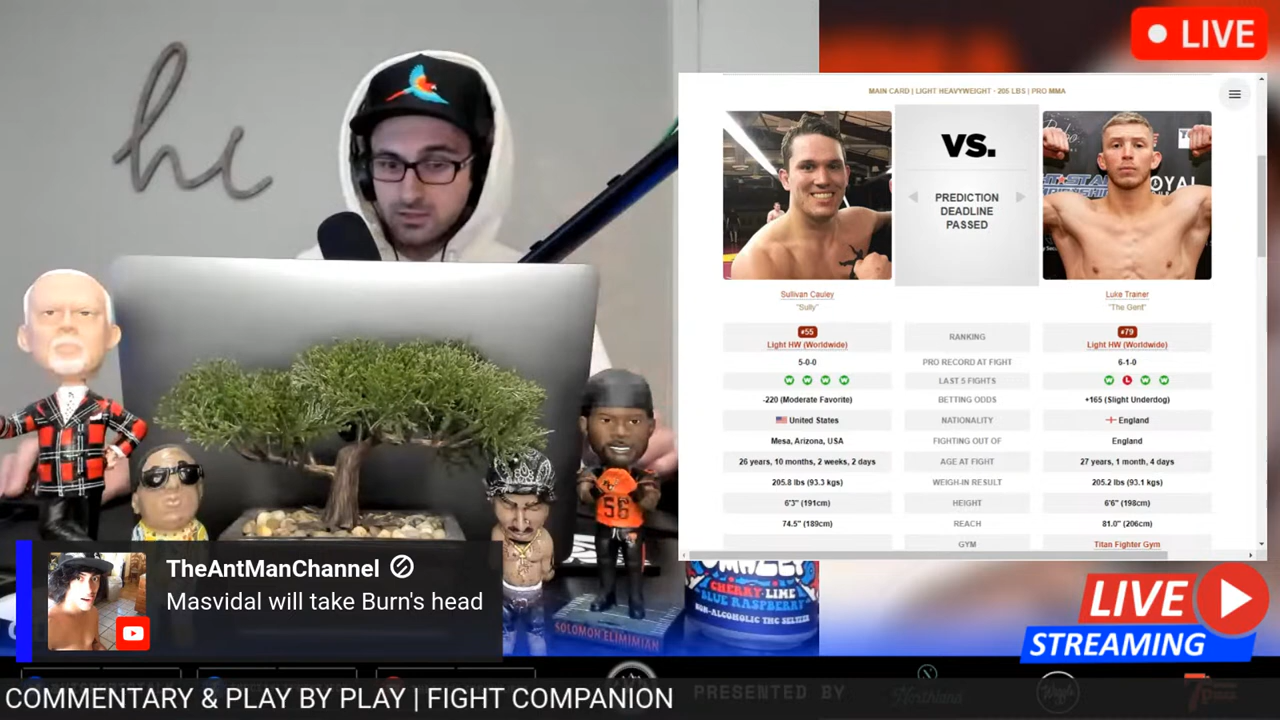 hi
LIVE
MAIN CARD | LIGHT HEAVYWEIGHT - 205 LBS | PRO MMA
VS.
PREDICTION
DEADLINE
PASSED
Sullivan Cauley
"Sully"
Luke Trainer
"The Gent"
#55
Light HW (Worldwide)
RANKING
#79
Light HW (Worldwide)
5-0-0
PRO RECORD AT FIGHT
6-1-0
W W W W
LAST 5 FIGHTS
W L W W
-220 (Moderate Favorite)
BETTING ODDS
+165 (Slight Underdog)
United States
NATIONALITY
England
Mesa, Arizona, USA
FIGHTING OUT OF
England
26 years, 10 months, 2 weeks, 2 days
AGE AT FIGHT
27 years, 1 month, 4 days
205.8 lbs (93.3 kgs)
WEIGH-IN RESULT
205.2 lbs (93.1 kgs)
6'3" (191cm)
HEIGHT
6'6" (198cm)
74.5" (189cm)
REACH
81.0" (206cm)
GYM
Titan Fighter Gym
TheAntManChannel
Masvidal will take Burn's head
56
SOLOMON ELIMIMIAN
CHERRY-LIME
BLUE RASPBERRY
NON-ALCOHOLIC THC SELTZER
LIVE
STREAMING
PRESENTED BY
Northland
COMMENTARY & PLAY BY PLAY | FIGHT COMPANION